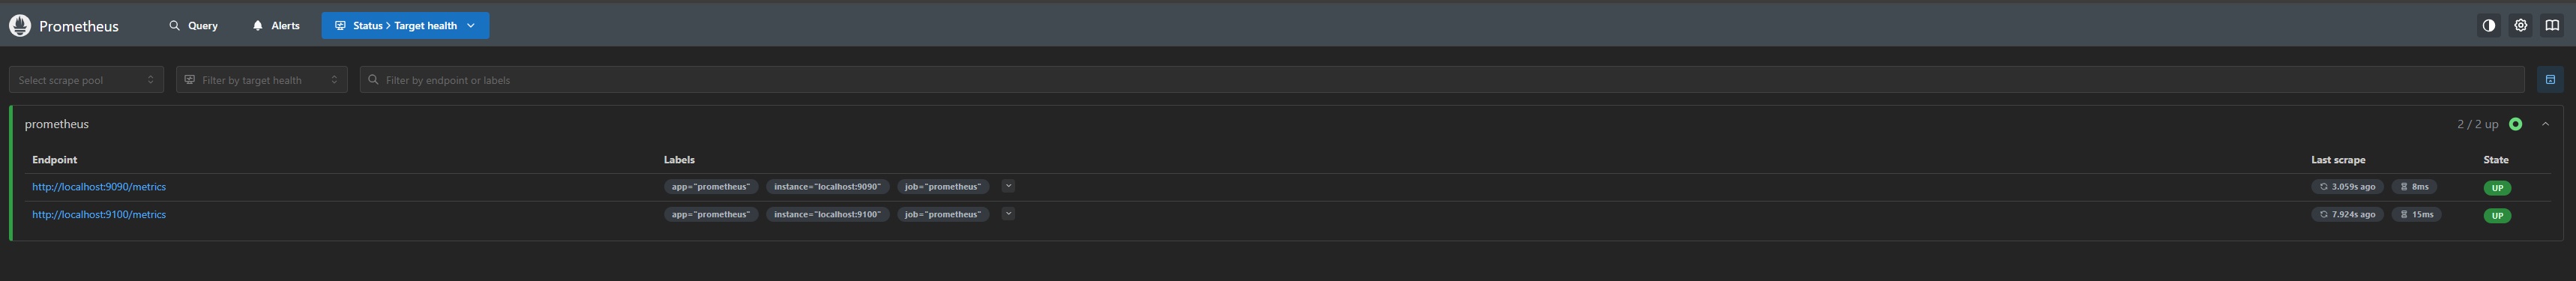 Prometheus Query Alerts Status > Target health
Select scrape pool Filter by target health Filter by endpoint or labels
prometheus 2 / 2 up
Endpoint Labels Last scrape State
http://localhost:9090/metrics app="prometheus" instance="localhost:9090" job="prometheus" 3.059s ago 8ms UP
http://localhost:9100/metrics app="prometheus" instance="localhost:9100" job="prometheus" 7.924s ago 15ms UP